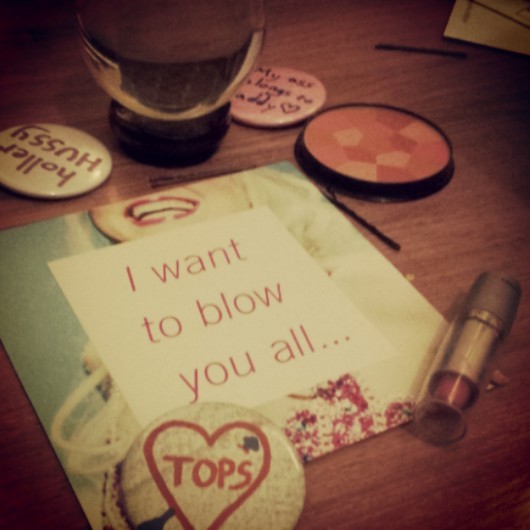 My ass
belongs to
daddy ♡
holler
HUSSY
I want
to blow
you all...
TOPS